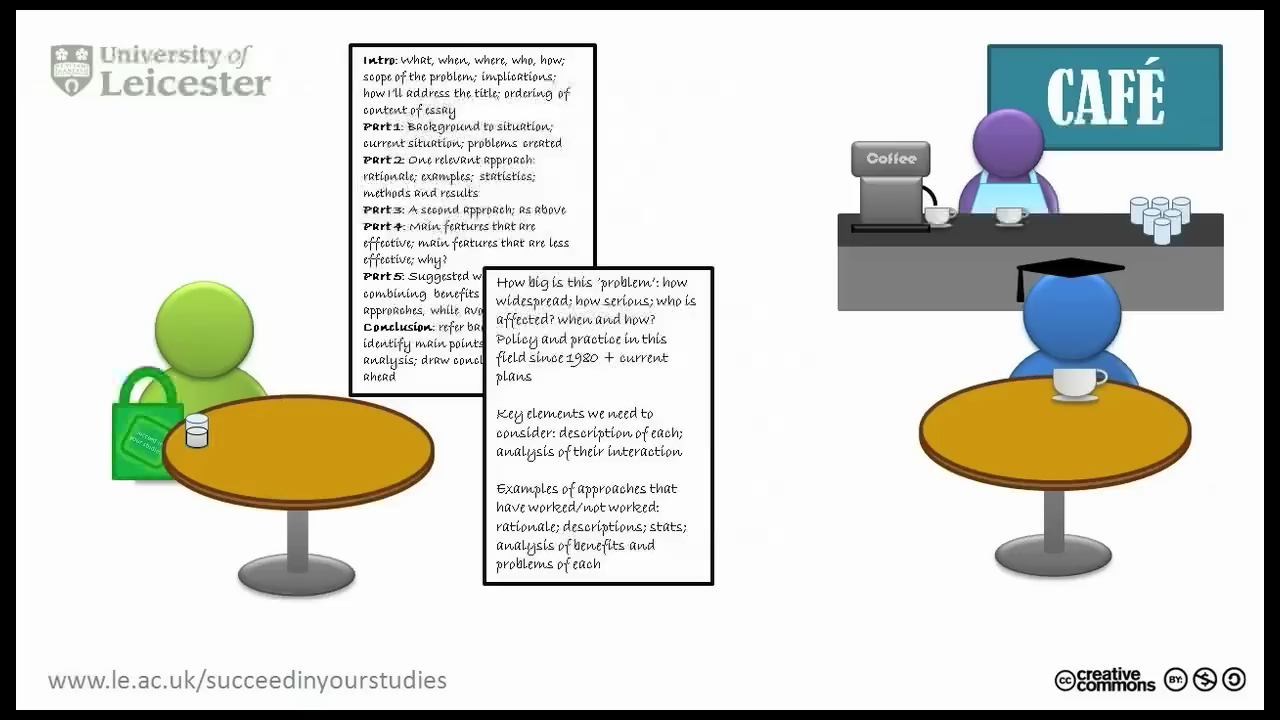 University of
Leicester
Intro: What, when, where, who, how;
scope of the problem; implications;
how I'll address the title; ordering of
content of essay
Part 1: Background to situation;
current situation; problems created
Part 2: One relevant approach:
rationale; examples; statistics;
methods and results
Part 3: A second approach; as above
Part 4: Main features that are
effective; main features that are less
effective; why?
Part 5: Suggested
combining benefits
approaches, while
Conclusion: refer
identify main points
analysis; draw
ahead
How big is this 'problem': how
widespread; how serious; who is
affected? when and how?
Policy and practice in this
field since 1980 + current
plans
Key elements we need to
consider: description of each;
analysis of their interaction
Examples of approaches that
have worked/not worked:
rationale; descriptions; stats;
analysis of benefits and
problems of each
CAFÉ
Coffee
www.le.ac.uk/succeedinyourstudies
cc creative
commons
BY: